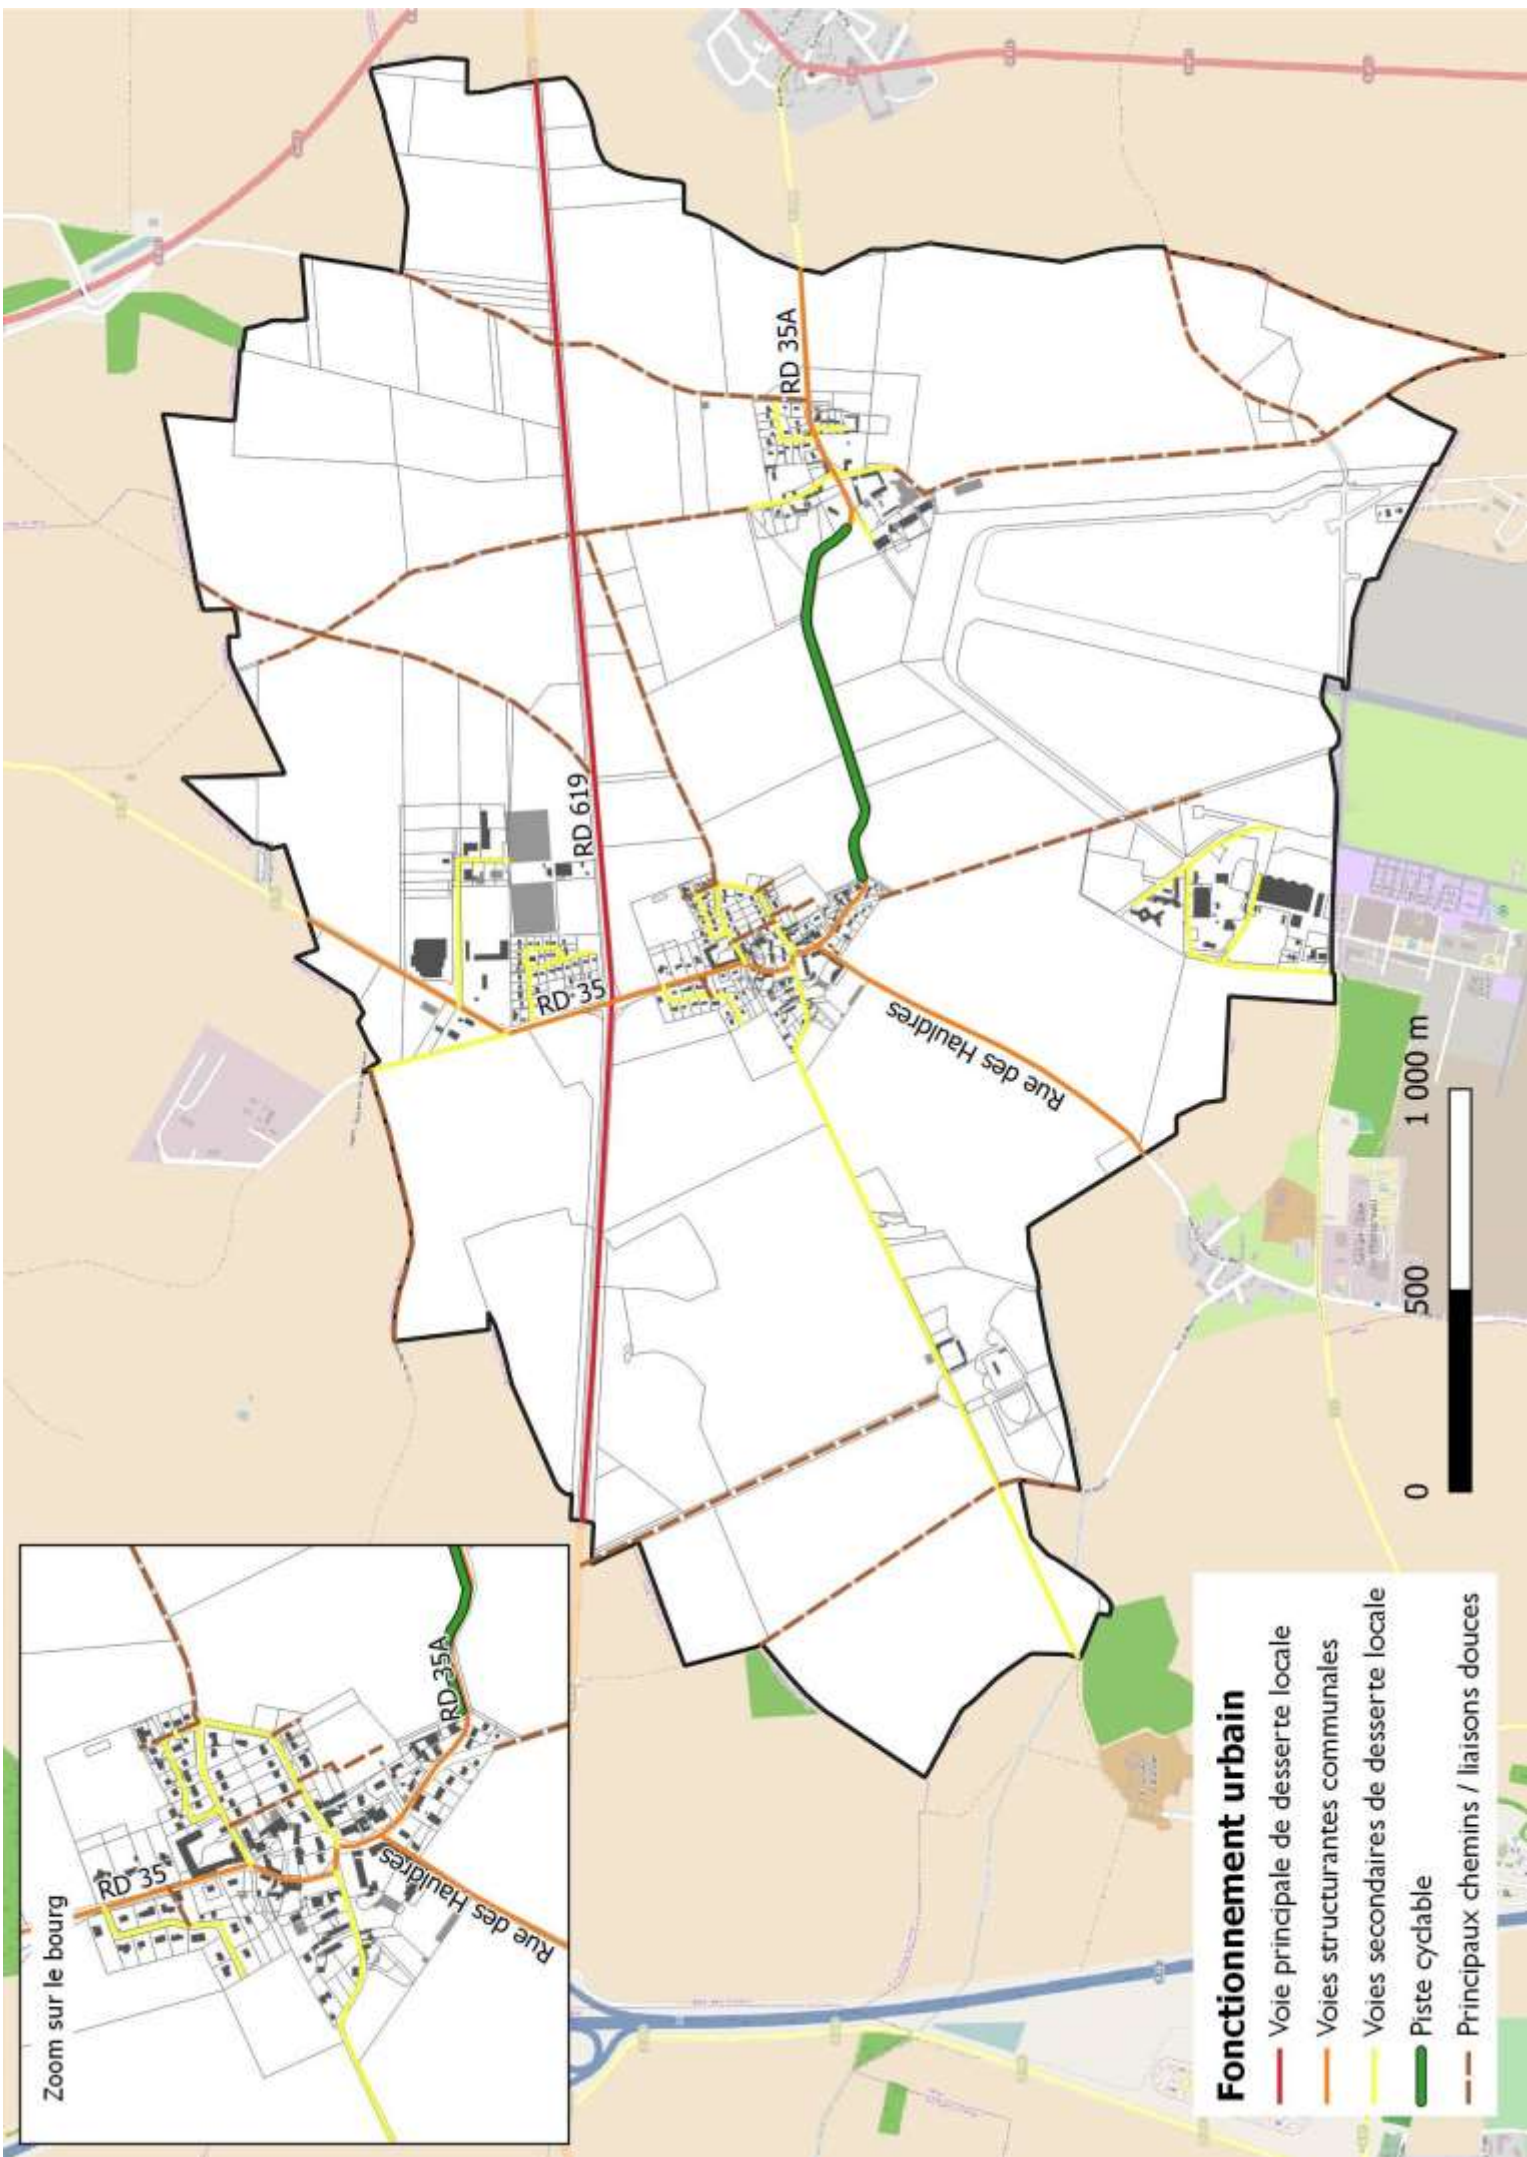 Zoom sur le bourg
RD 35
RD 35A
Rue des Hauldres
RD 619
RD 35
RD 35A
Rue des Hauldres
Fonctionnement urbain
Voie principale de desserte locale
Voies structurantes communales
Voies secondaires de desserte locale
Piste cyclable
Principaux chemins / liaisons douces
0 500 1 000 m